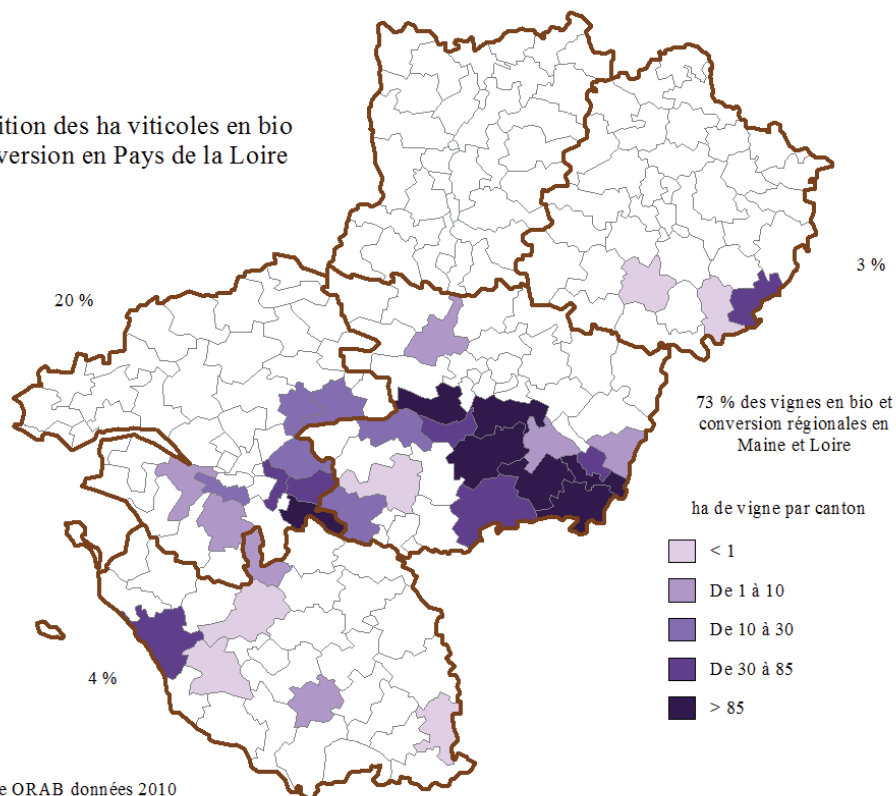 ition des ha viticoles en bio
version en Pays de la Loire
3 %
20 %
73 % des vignes en bio et
conversion régionales en
Maine et Loire
ha de vigne par canton
< 1
De 1 à 10
De 10 à 30
De 30 à 85
> 85
4 %
e ORAB données 2010